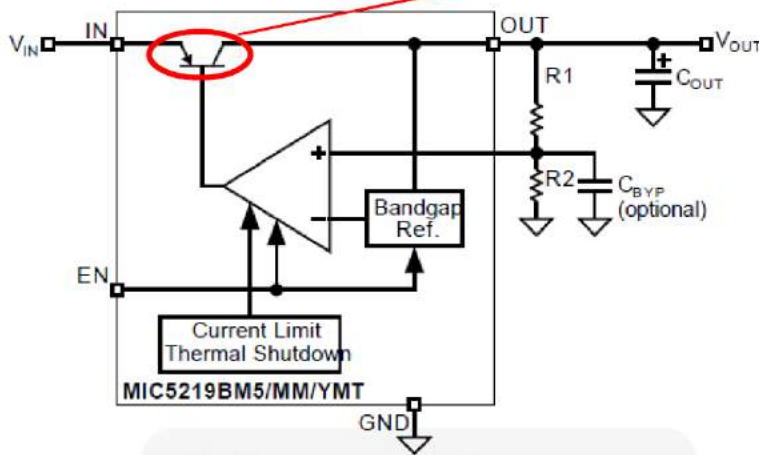 IN
OUT
VIN
VOUT
R1
+
COUT
+
R2
CBYP
(optional)
−
Bandgap
Ref.
EN
Current Limit
Thermal Shutdown
MIC5219BM5/MM/YMT
GND